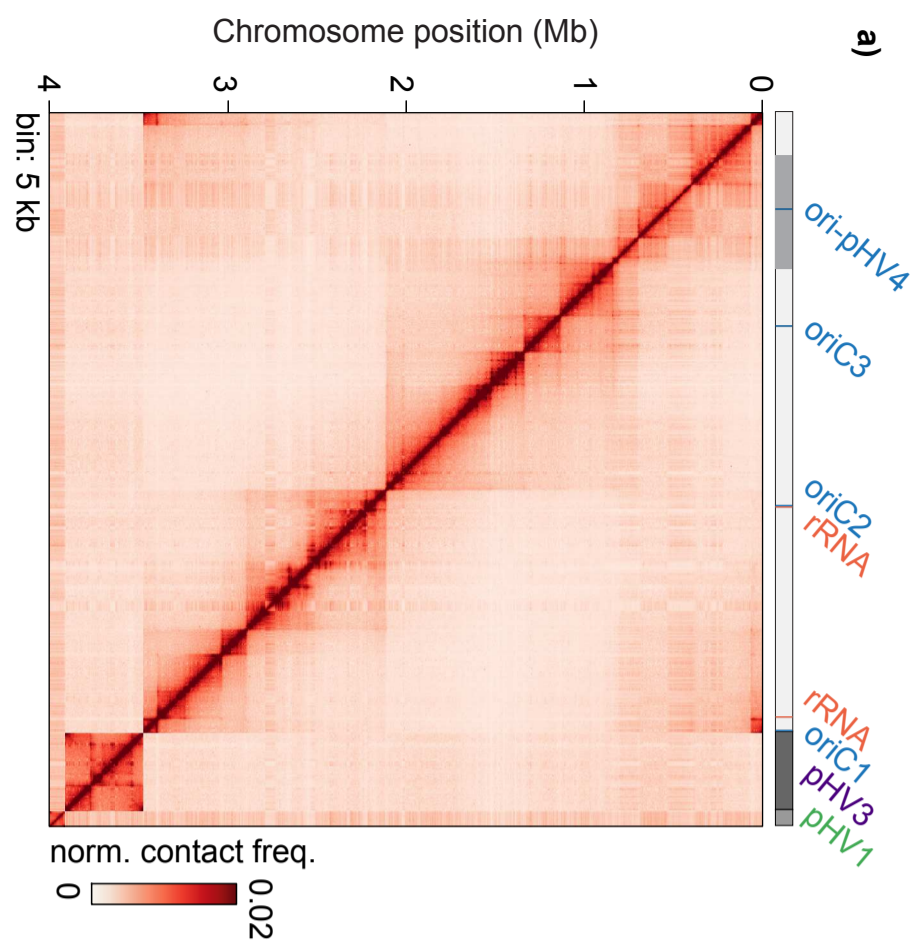 a)
Chromosome position (Mb)
4 3 2 1 0
bin: 5 kb
ori-pHV4
oriC3
oriC2
rRNA
rRNA
oriC1
pHV3
pHV1
norm. contact freq.
0 0.02